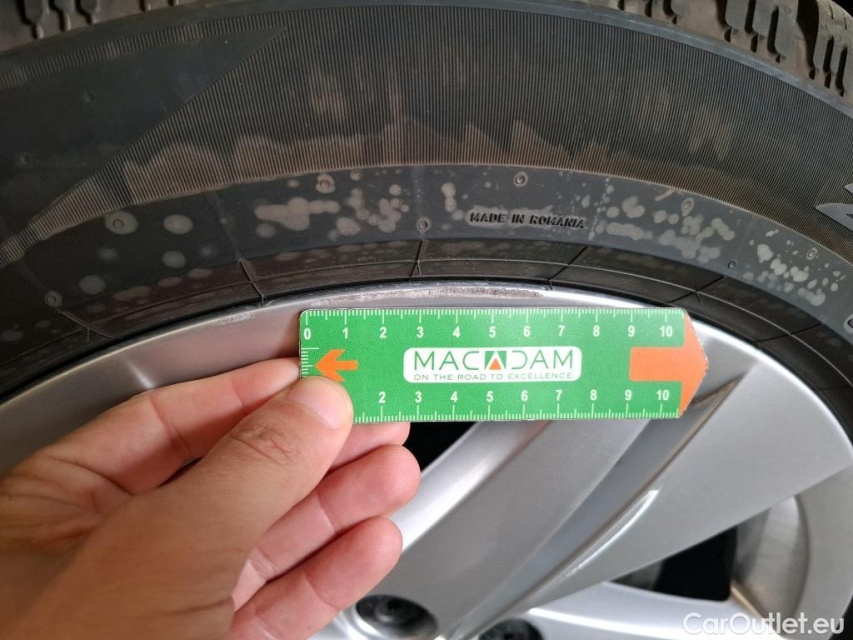 MADE IN ROMANIA
0 1 2 3 4 5 6 7 8 9 10
MACADAM
ON THE ROAD TO EXCELLENCE
2 3 4 5 6 7 8 9 10
CarOutlet.eu